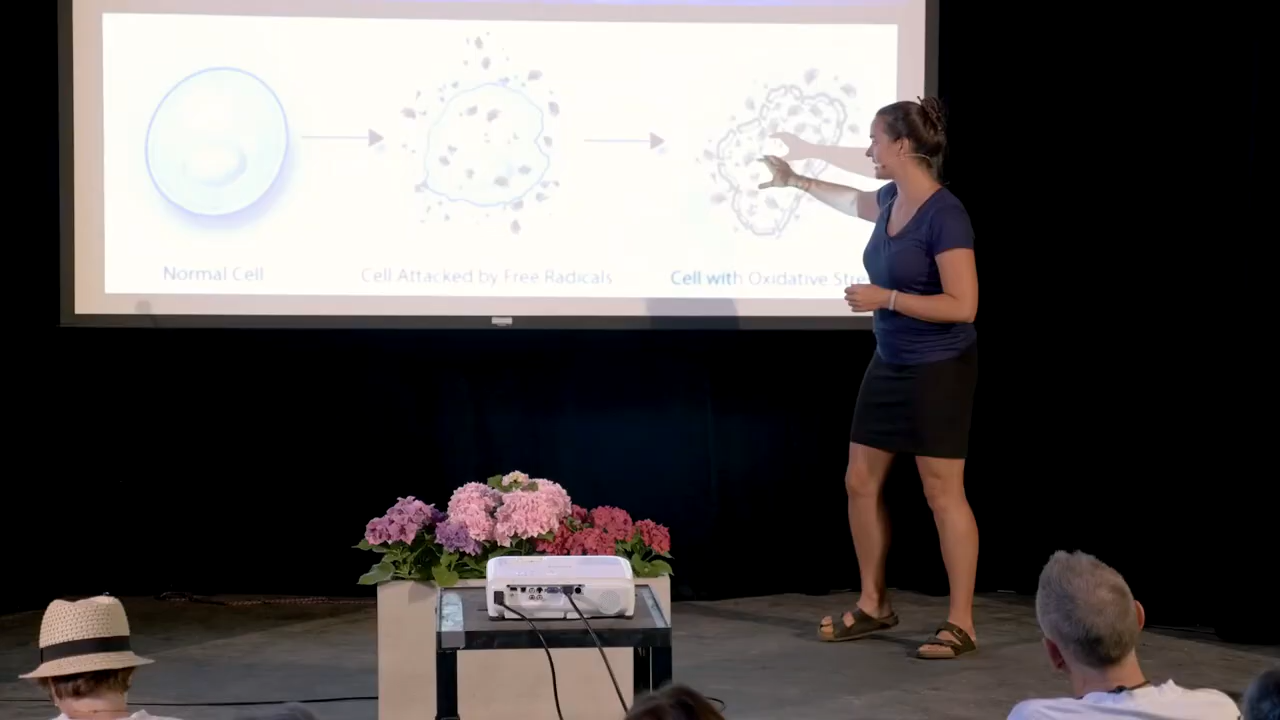 Normal Cell
Cell Attacked by Free Radicals
Cell with Oxidative